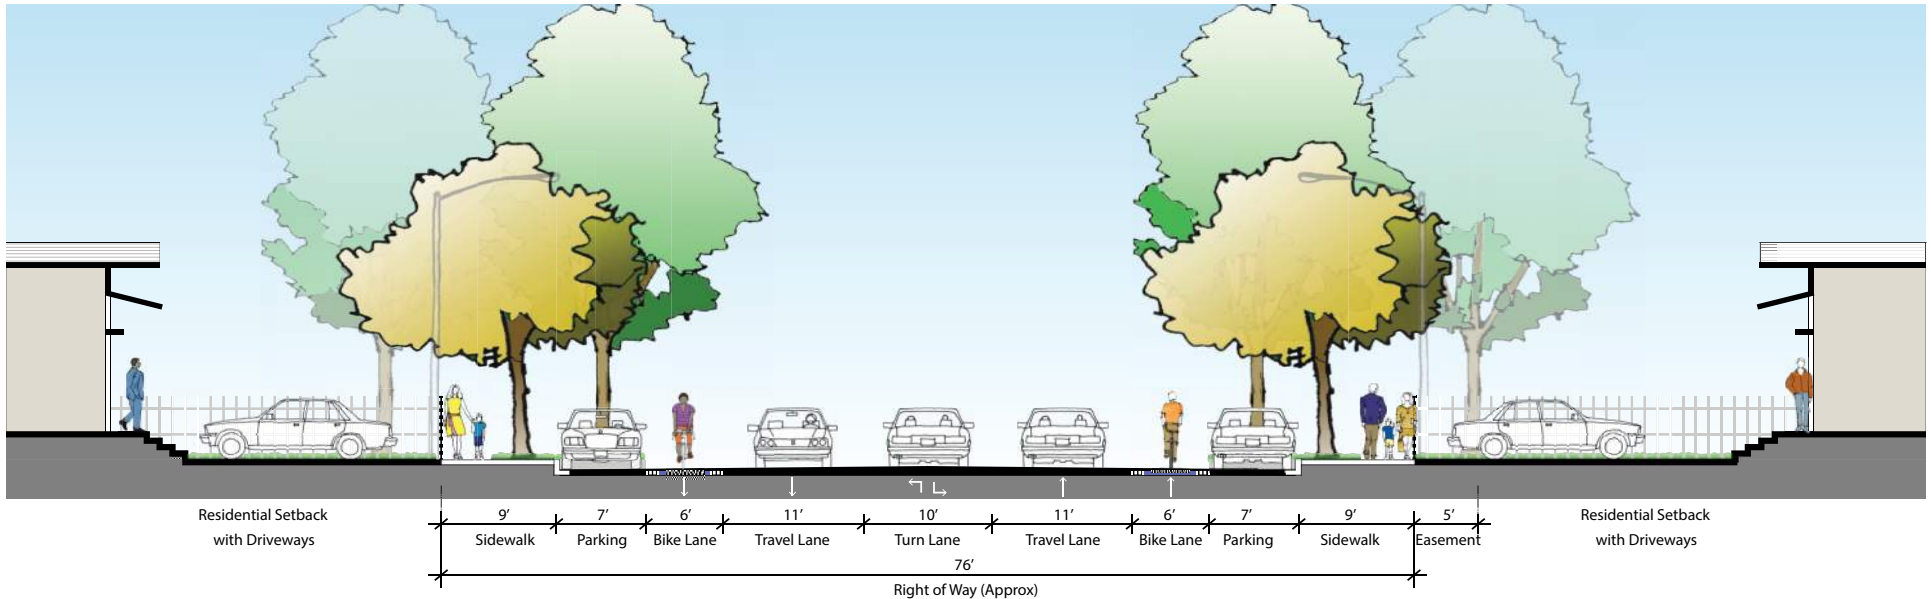 9’ 7’ 6’ 11’ 10’ 11’ 6’ 7’ 9’ 5’
Residential Setback
with Driveways
Sidewalk Parking Bike Lane Travel Lane Turn Lane Travel Lane Bike Lane Parking Sidewalk Easement
Residential Setback
with Driveways
76’
Right of Way (Approx)